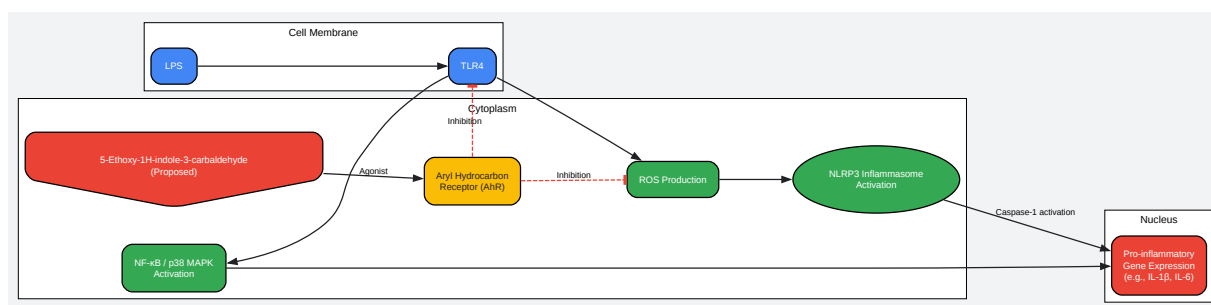 Cell Membrane
LPS
TLR4
Cytoplasm
Inhibition
5-Ethoxy-1H-indole-3-carbaldehyde
(Proposed)
Agonist
Aryl Hydrocarbon
Receptor (AhR)
Inhibition
ROS Production
NLRP3 Inflammasome
Activation
Caspase-1 activation
Nucleus
NF-κB / p38 MAPK
Activation
Pro-inflammatory
Gene Expression
(e.g., IL-1β, IL-6)